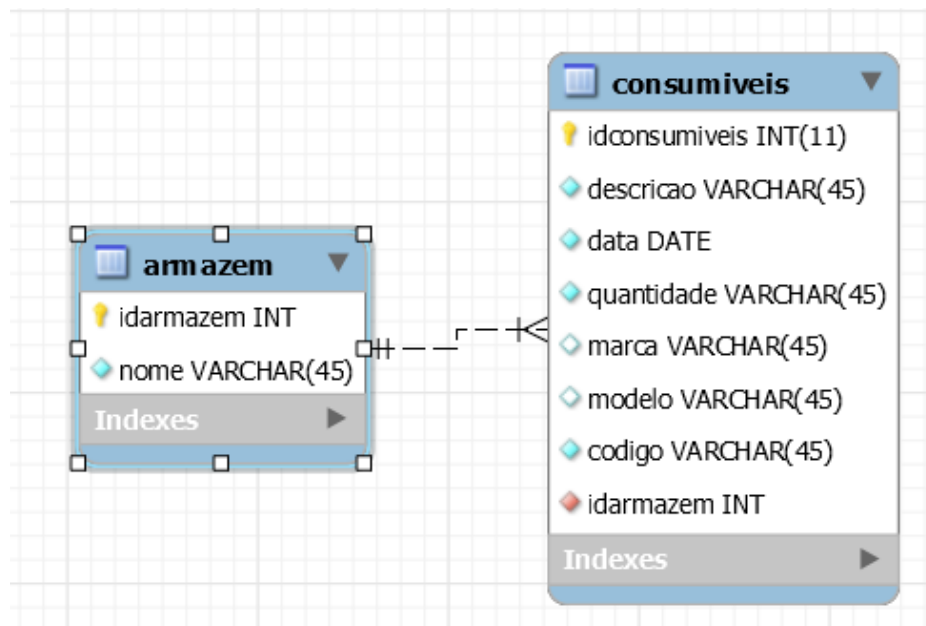 armazem
idarmazem INT
nome VARCHAR(45)
Indexes
consumiveis
idconsumiveis INT(11)
descricao VARCHAR(45)
data DATE
quantidade VARCHAR(45)
marca VARCHAR(45)
modelo VARCHAR(45)
codigo VARCHAR(45)
idarmazem INT
Indexes